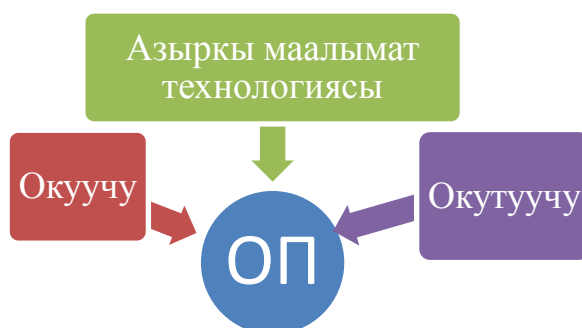 Азыркы маалымат
технологиясы
Окуучу
Окутуучу
ОП